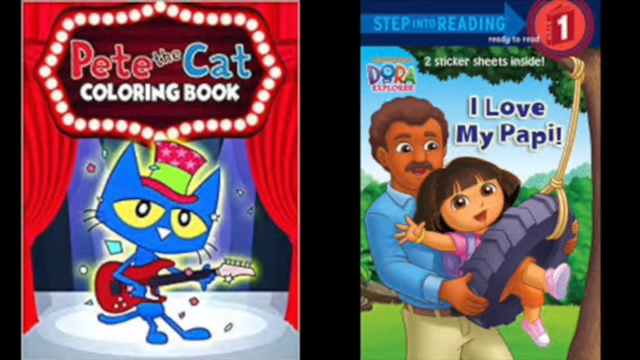 Pete the Cat
COLORING BOOK
STEP INTO READING
ready to read
1
2 sticker sheets inside!
DORA
EXPLORER
I Love
My Papi!